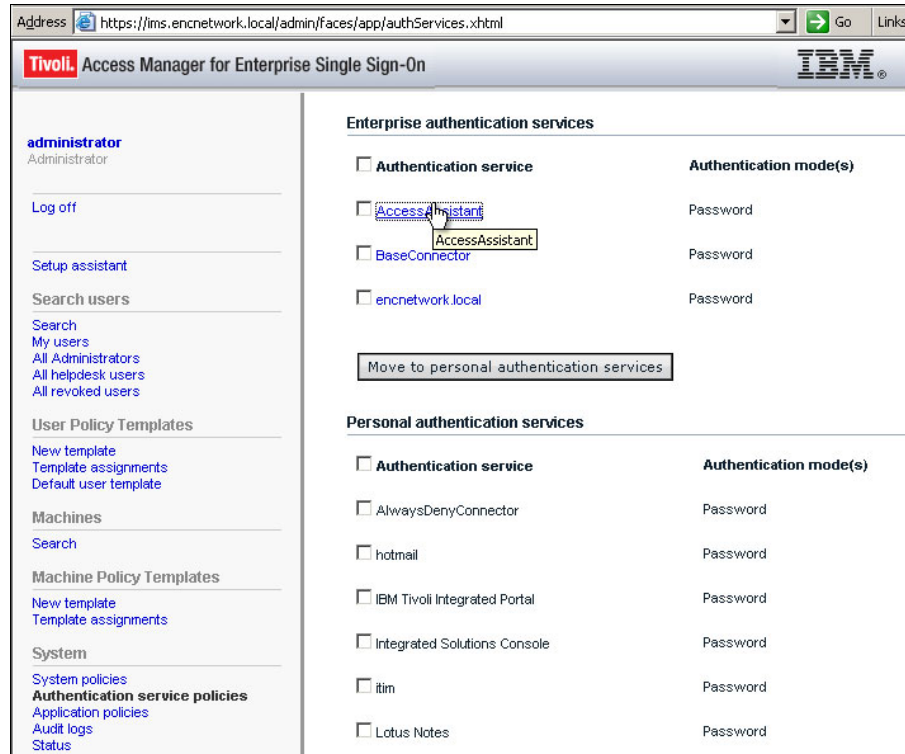 Address https://ims.encnetwork.local/admin/faces/app/authServices.xhtml Go Links
Tivoli. Access Manager for Enterprise Single Sign-On IBM®
administrator
Administrator
Log off
Setup assistant
Search users
Search
My users
All Administrators
All helpdesk users
All revoked users
User Policy Templates
New template
Template assignments
Default user template
Machines
Search
Machine Policy Templates
New template
Template assignments
System
System policies
Authentication service policies
Application policies
Audit logs
Status
Enterprise authentication services
Authentication service Authentication mode(s)
AccessAssistant Password
AccessAssistant
BaseConnector Password
encnetwork.local Password
Move to personal authentication services
Personal authentication services
Authentication service Authentication mode(s)
AlwaysDenyConnector Password
hotmail Password
IBM Tivoli Integrated Portal Password
Integrated Solutions Console Password
itim Password
Lotus Notes Password